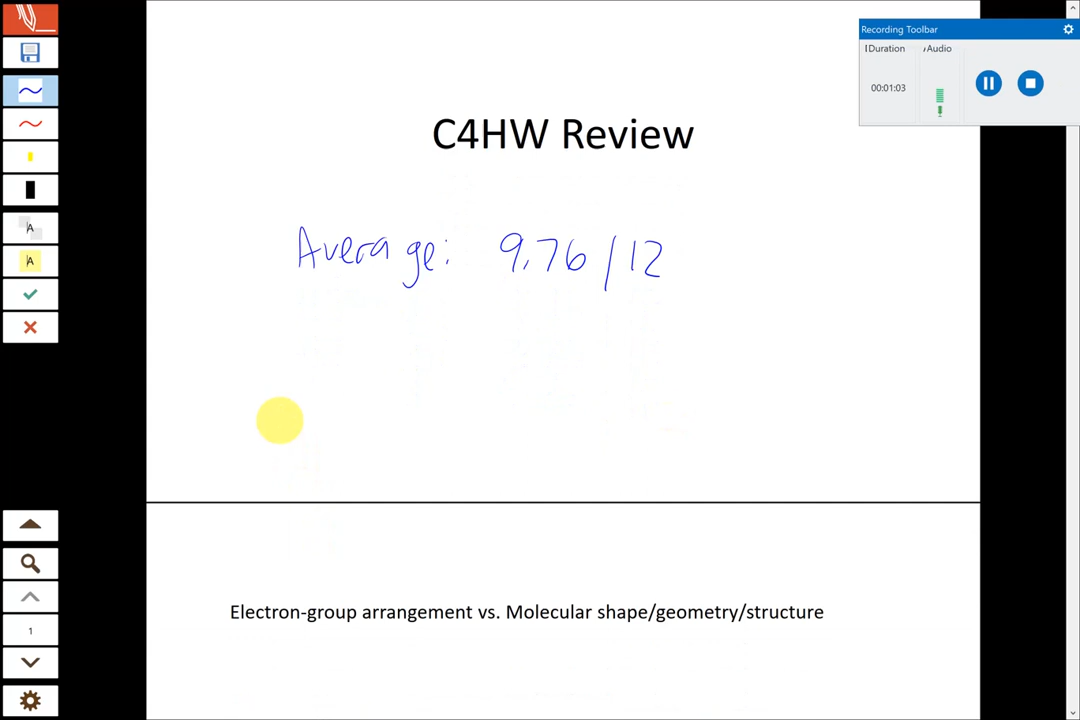 Recording Toolbar
Duration
Audio
00:01:03
C4HW Review
Average: 9.76/12
A
A
1
Electron-group arrangement vs. Molecular shape/geometry/structure